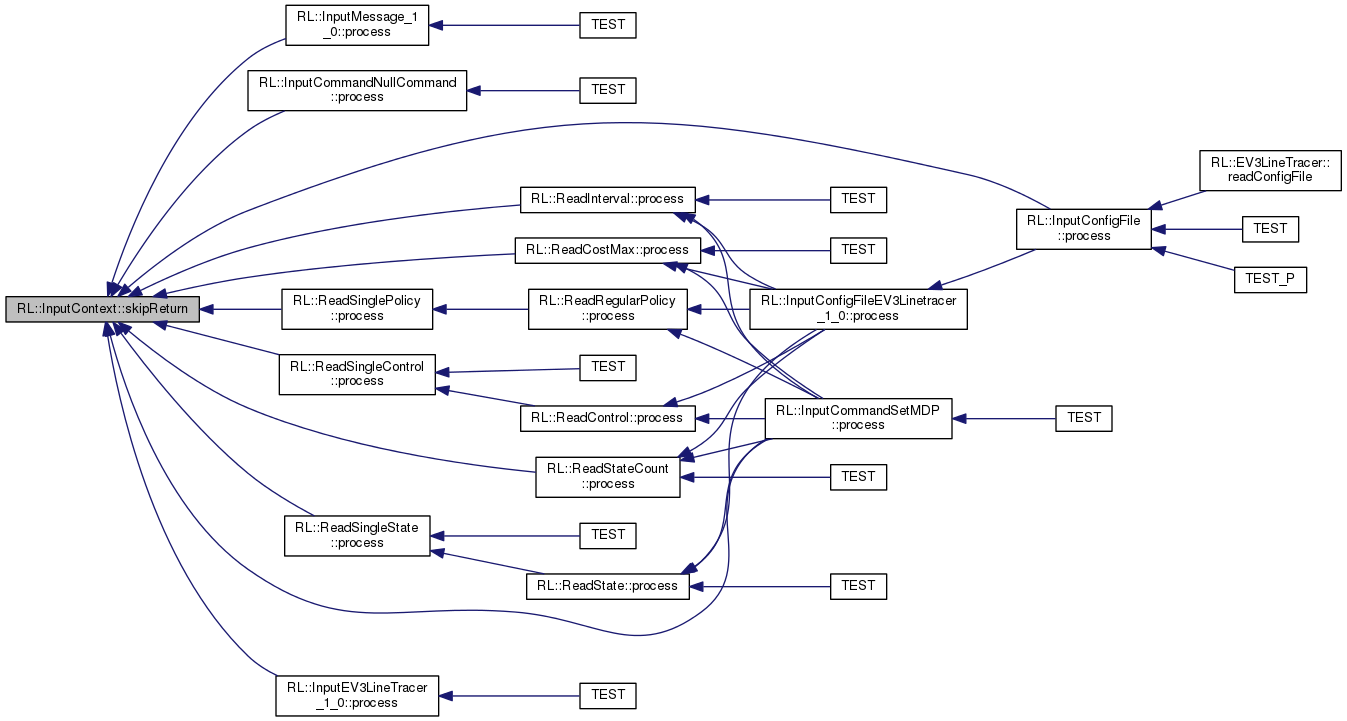 RL::InputMessage_1
_0::process
TEST
RL::InputCommandNullCommand
::process
TEST
RL::EV3LineTracer::
readConfigFile
RL::ReadInterval::process
TEST
RL::InputConfigFile
::process
TEST
RL::ReadCostMax::process
TEST
TEST_P
RL::InputContext::skipReturn
RL::ReadSinglePolicy
::process
RL::ReadRegularPolicy
::process
RL::InputConfigFileEV3Linetracer
_1_0::process
RL::ReadSingleControl
::process
TEST
RL::ReadControl::process
RL::InputCommandSetMDP
::process
TEST
RL::ReadStateCount
::process
TEST
RL::ReadSingleState
::process
TEST
RL::ReadState::process
TEST
RL::InputEV3LineTracer
_1_0::process
TEST